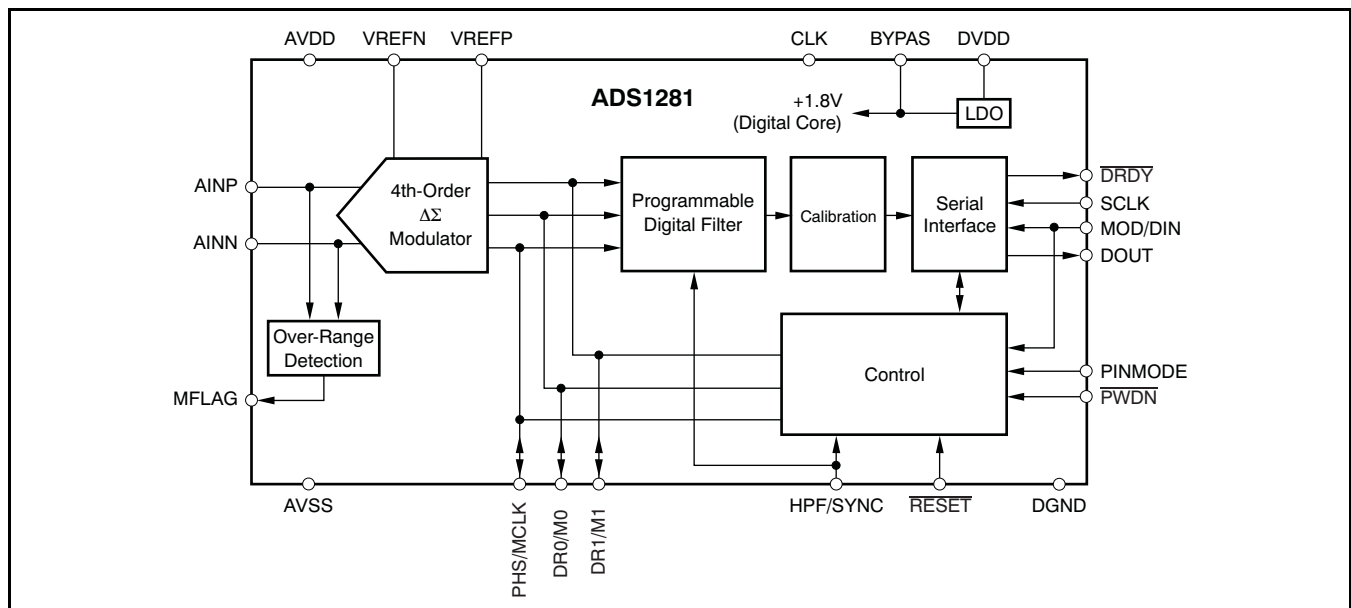 AVDD VREFN VREFP CLK BYPAS DVDD
ADS1281
+1.8V
(Digital Core)
LDO
AINP
AINN
4th-Order
ΔΣ
Modulator
Programmable
Digital Filter
Calibration
Serial
Interface
DRDY
SCLK
MOD/DIN
DOUT
Over-Range
Detection
MFLAG
Control
PINMODE
PWDN
AVSS
PHS/MCLK
DR0/M0
DR1/M1
HPF/SYNC
RESET
DGND